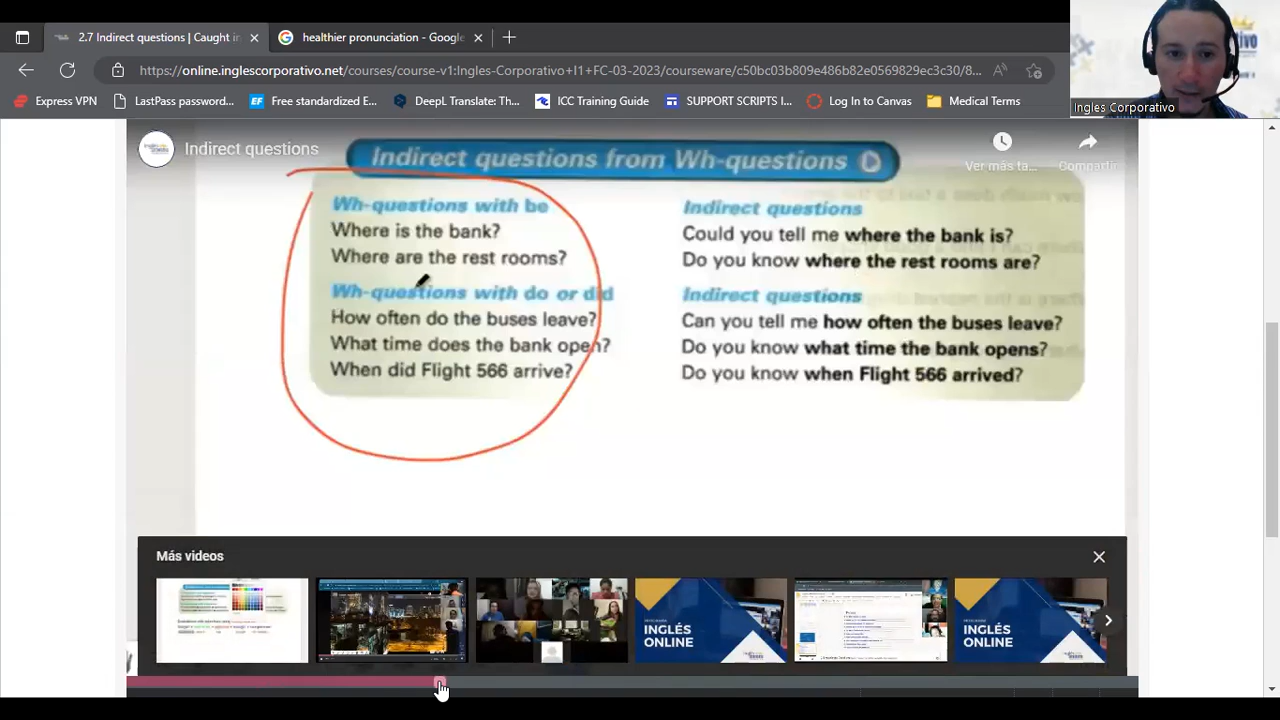 2.7 Indirect questions | Caught in
healthier pronunciation - Google
https://online.inglescorporativo.net/courses/course-v1:Ingles-Corporativo+I1+FC-03-2023/courseware/c50bc03b809e486b82e0569829ec3c30/8...
Express VPN
LastPass password...
Free standardized E...
DeepL Translate: Th...
ICC Training Guide
SUPPORT SCRIPTS I...
Log In to Canvas
Medical Terms
Ingles Corporativo
Indirect questions
Ver más ta...
Compartir
Indirect questions from Wh-questions
Wh-questions with be
Where is the bank?
Where are the rest rooms?
Wh-questions with do or did
How often do the buses leave?
What time does the bank open?
When did Flight 566 arrive?
Indirect questions
Could you tell me where the bank is?
Do you know where the rest rooms are?
Indirect questions
Can you tell me how often the buses leave?
Do you know what time the bank opens?
Do you know when Flight 566 arrived?
Más videos
INGLÉS
ONLINE
INGLÉS
ONLINE